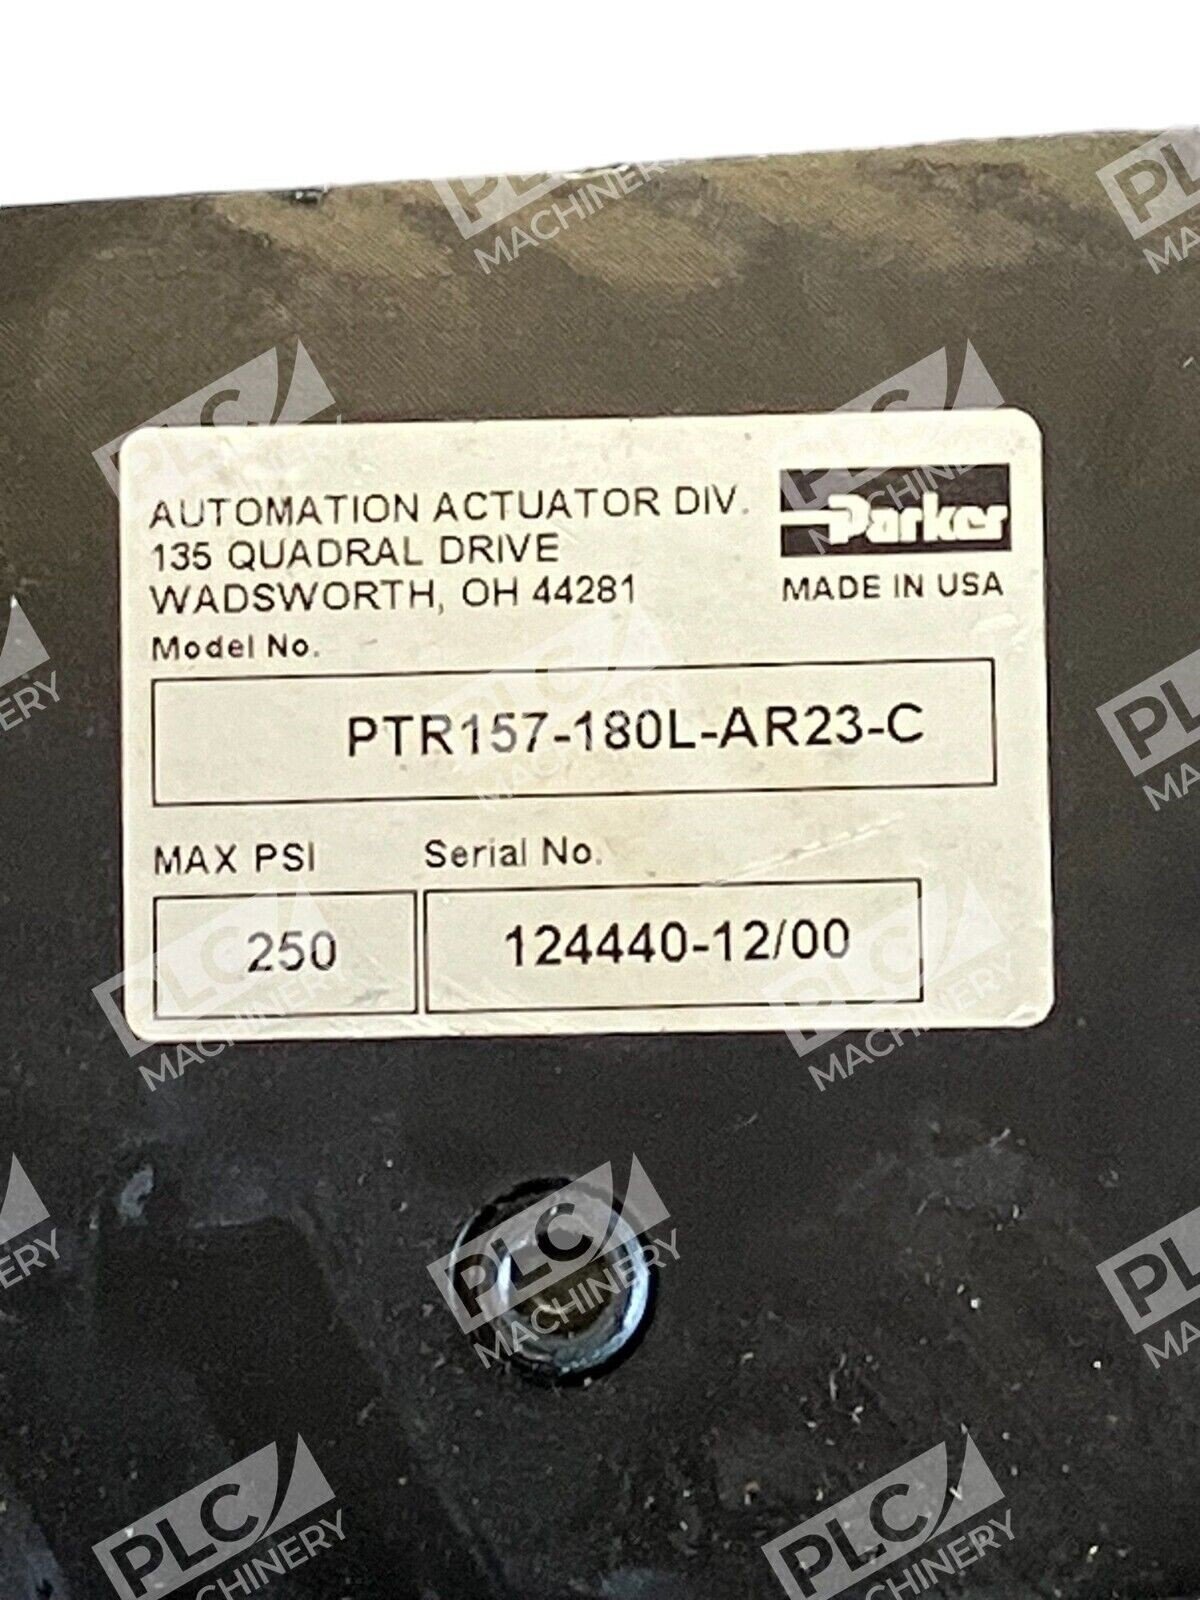 AUTOMATION ACTUATOR DIV.
135 QUADRAL DRIVE
WADSWORTH, OH 44281
Parker
MADE IN USA
Model No.
PTR157-180L-AR23-C
MAX PSI
Serial No.
250
124440-12/00
PLC MACHINERY